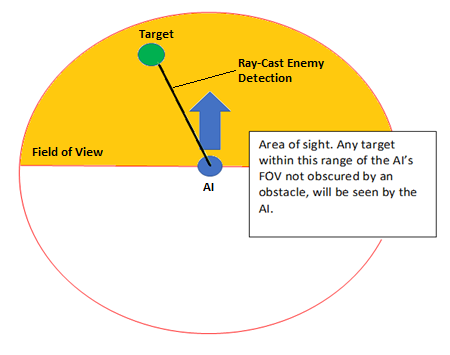 Target
Ray-Cast Enemy
Detection
Field of View
Area of sight. Any target
within this range of the AI's
FOV not obscured by an
obstacle, will be seen by the
AI.
AI